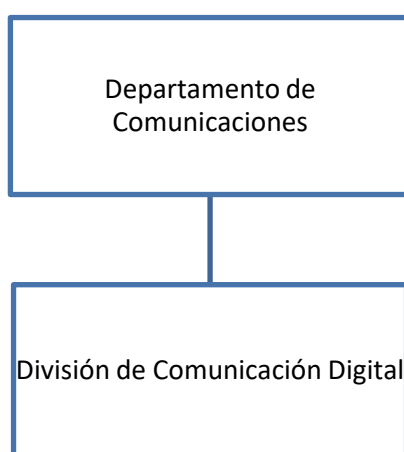 Departamento de
Comunicaciones
División de Comunicación Digital